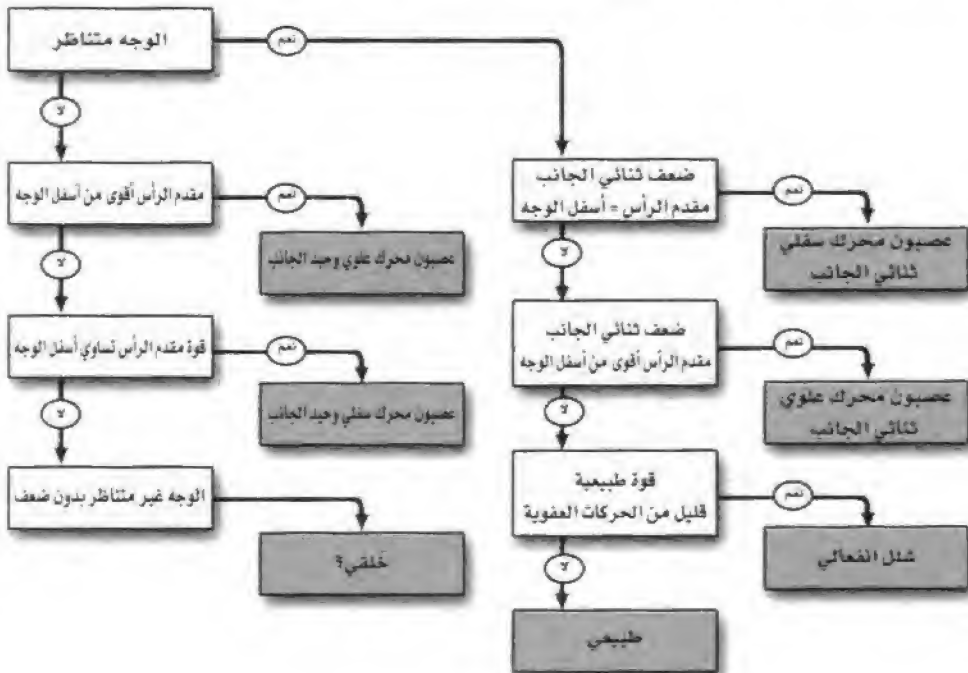 الوجه متناظر
نعم
لا
مقدم الرأس أقوى من أسفل الوجه
نعم
عصبون محرك علوي وحيد الجانب
لا
قوة مقدم الرأس تساوي أسفل الوجه
نعم
عصبون محرك سفلي وحيد الجانب
لا
الوجه غير متناظر بدون ضعف
خلقي؟
ضعف ثنائي الجانب
مقدم الرأس = أسفل الوجه
نعم
عصبون محرك سفلي
ثنائي الجانب
لا
ضعف ثنائي الجانب
مقدم الرأس أقوى من أسفل الوجه
نعم
عصبون محرك علوي
ثنائي الجانب
لا
قوة طبيعية
قليل من الحركات العفوية
نعم
شلل انفعالي
لا
طبيعي